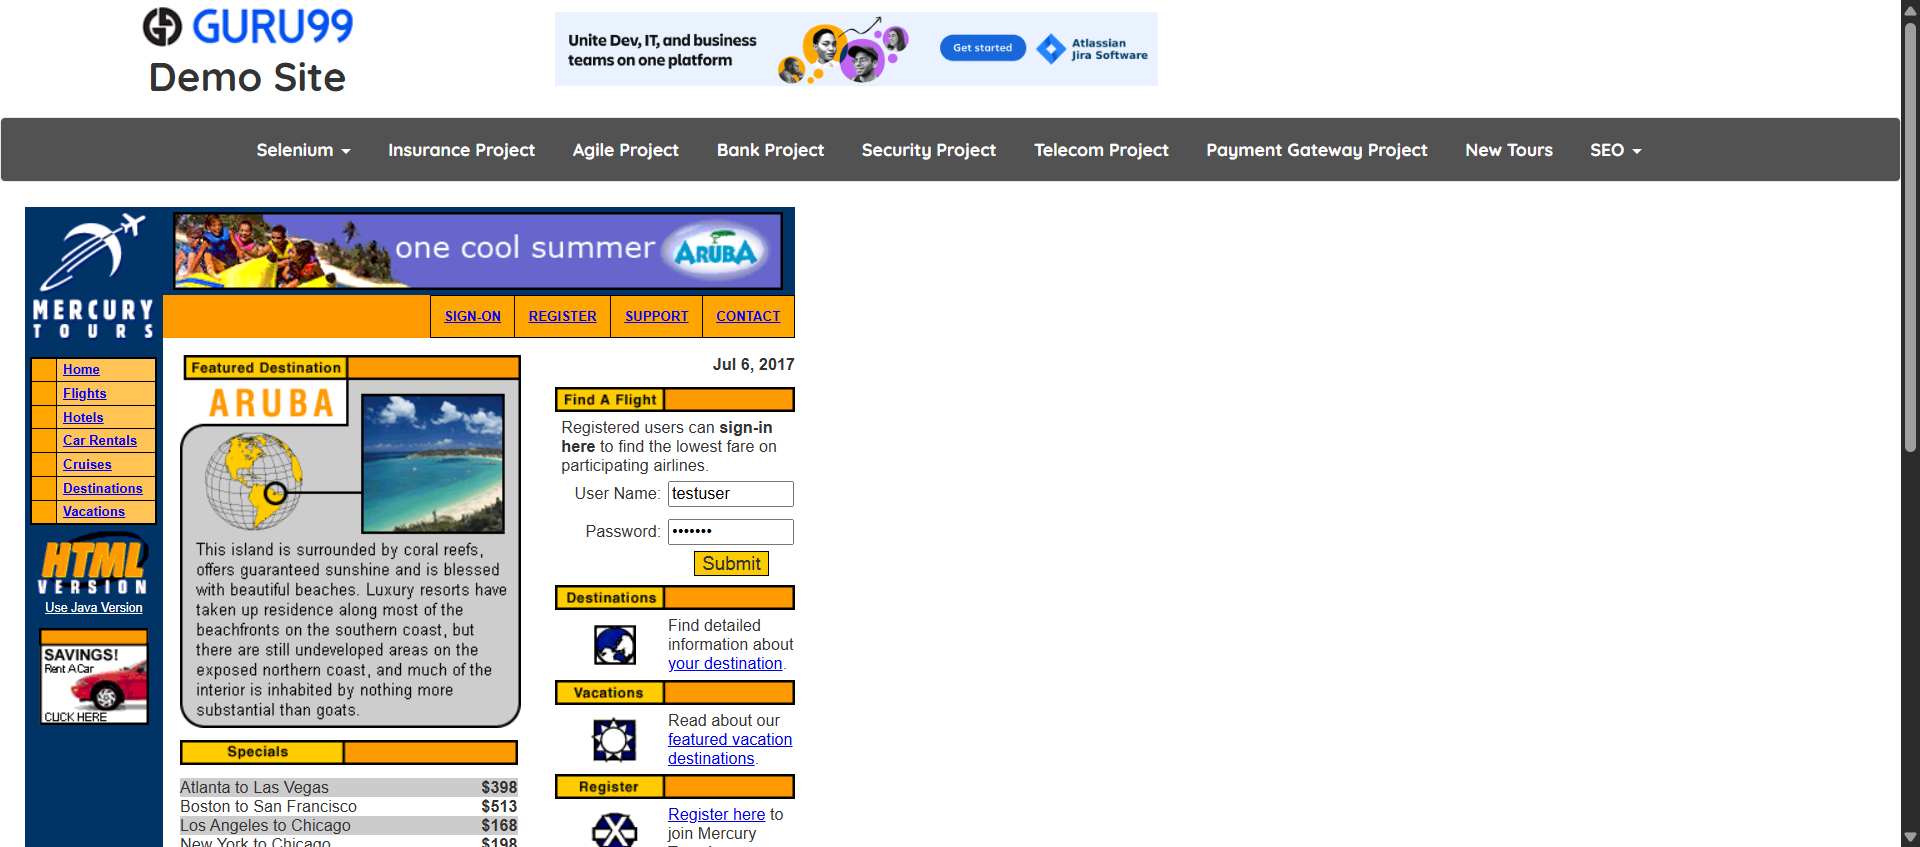 GURU99
Demo Site
Unite Dev, IT, and business
teams on one platform
Get started
Atlassian
Jira Software
Selenium
Insurance Project
Agile Project
Bank Project
Security Project
Telecom Project
Payment Gateway Project
New Tours
SEO
MERCURY
TOURS
one cool summer
ARUBA
SIGN-ON
REGISTER
SUPPORT
CONTACT
Home
Flights
Hotels
Car Rentals
Cruises
Destinations
Vacations
HTML
VERSION
Use Java Version
SAVINGS!
Rent A Car
CLICK HERE
Featured Destination
ARUBA
This island is surrounded by coral reefs,
offers guaranteed sunshine and is blessed
with beautiful beaches. Luxury resorts have
taken up residence along most of the
beachfronts on the southern coast, but
there are still undeveloped areas on the
exposed northern coast, and much of the
interior is inhabited by nothing more
substantial than goats.
Specials
Atlanta to Las Vegas $398
Boston to San Francisco $513
Los Angeles to Chicago $168
New York to Chicago $198
Jul 6, 2017
Find A Flight
Registered users can sign-in
here to find the lowest fare on
participating airlines.
User Name: testuser
Password: •••••••
Submit
Destinations
Find detailed
information about
your destination.
Vacations
Read about our
featured vacation
destinations.
Register
Register here to
join Mercury